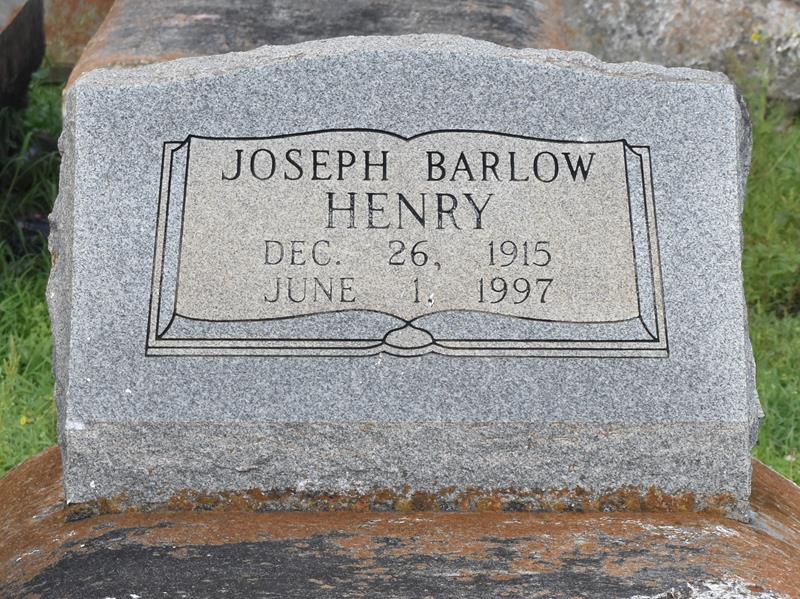 JOSEPH BARLOW
HENRY
DEC. 26, 1915
JUNE 1, 1997